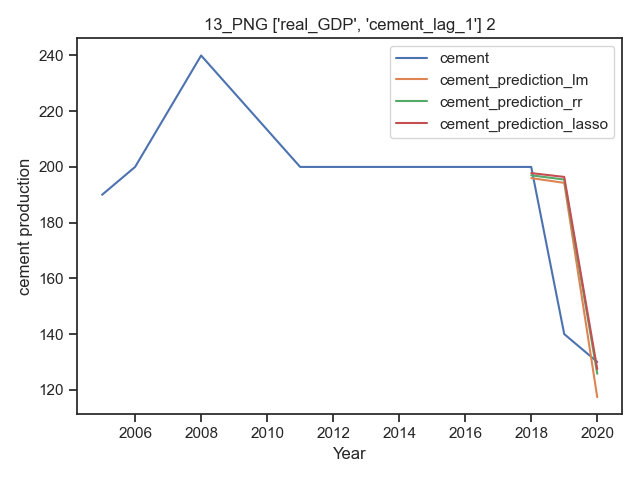 13_PNG ['real_GDP', 'cement_lag_1'] 2
cement
cement_prediction_lm
cement_prediction_rr
cement_prediction_lasso
240
220
200
180
160
140
120
cement production
2006 2008 2010 2012 2014 2016 2018 2020
Year